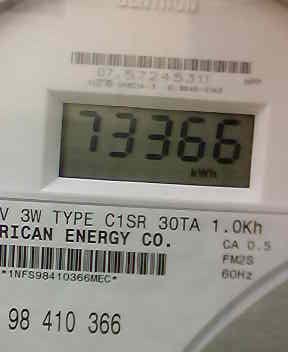 CENTRON
73366
kWh
V 3W TYPE C1SR 30TA 1.0Kh
RICAN ENERGY CO.
CA 0.5
FM2S
60Hz
*1NFS98410366MEC*
98 410 366